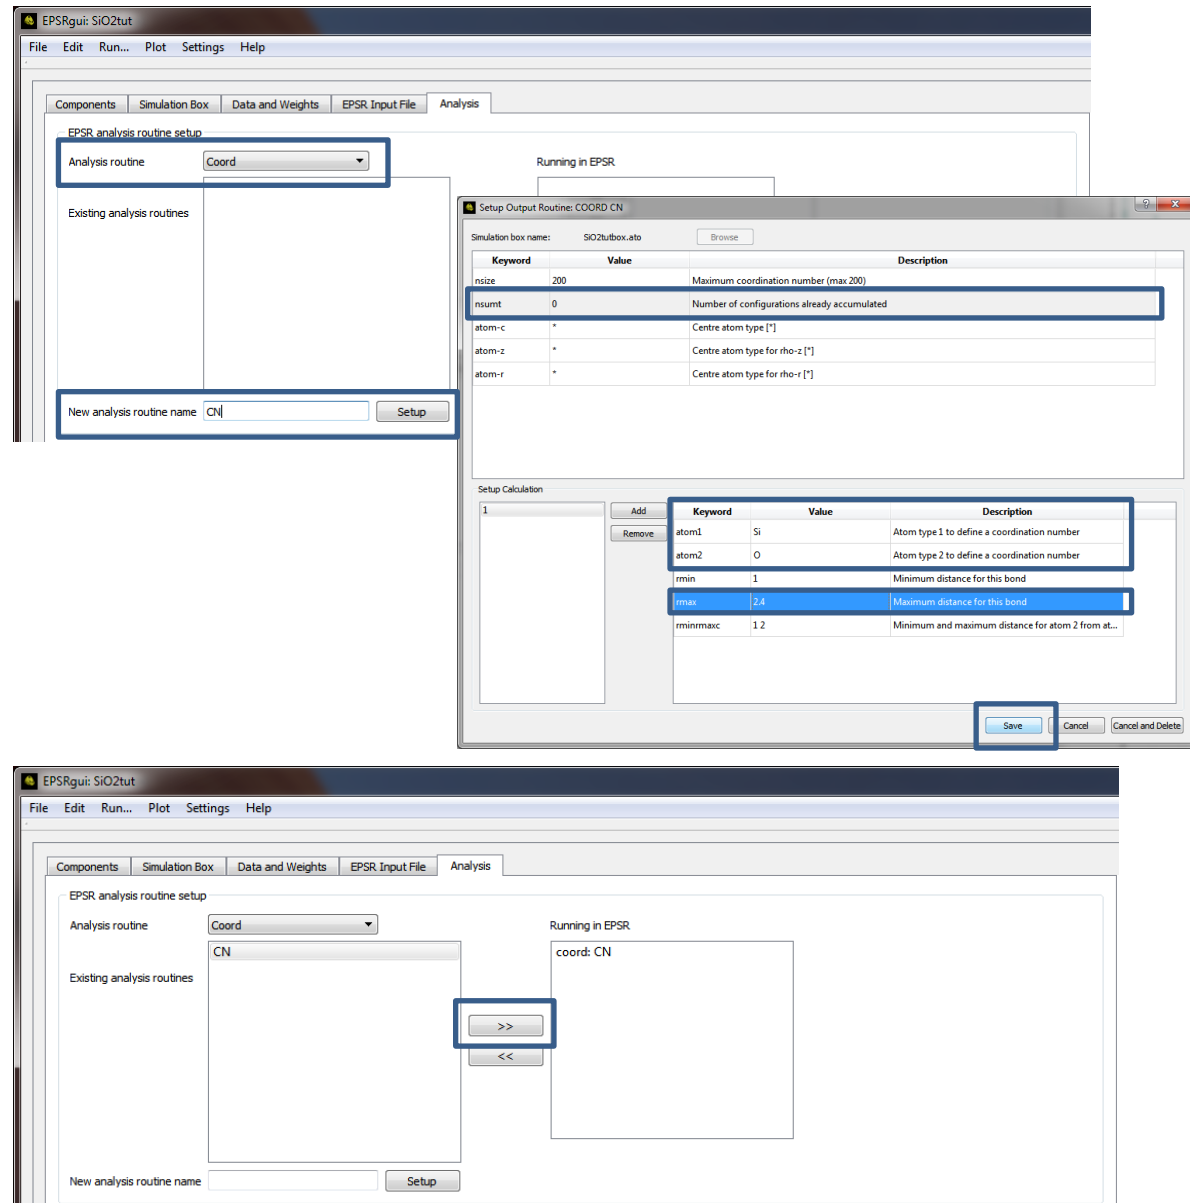 EPSRgui: SiO2tut
File Edit Run... Plot Settings Help
Components Simulation Box Data and Weights EPSR Input File Analysis
EPSR analysis routine setup
Analysis routine Coord Running in EPSR
Existing analysis routines
New analysis routine name CN Setup
Setup Output Routine: COORD CN
Simulation box name: SiO2tutbox.ato Browse
Keyword Value Description
nsize 200 Maximum coordination number (max 200)
nsumt 0 Number of configurations already accumulated
atom-c * Centre atom type [*]
atom-z * Centre atom type for rho-z [*]
atom-r * Centre atom type for rho-r [*]
Setup Calculation
1 Add
Remove
Keyword Value Description
atom1 Si Atom type 1 to define a coordination number
atom2 O Atom type 2 to define a coordination number
rmin 1 Minimum distance for this bond
rmax 2.4 Maximum distance for this bond
rminrmaxc 1 2 Minimum and maximum distance for atom 2 from at...
Save Cancel Cancel and Delete
EPSRgui: SiO2tut
File Edit Run... Plot Settings Help
Components Simulation Box Data and Weights EPSR Input File Analysis
EPSR analysis routine setup
Analysis routine Coord Running in EPSR
CN coord: CN
Existing analysis routines
>>
<<
New analysis routine name Setup